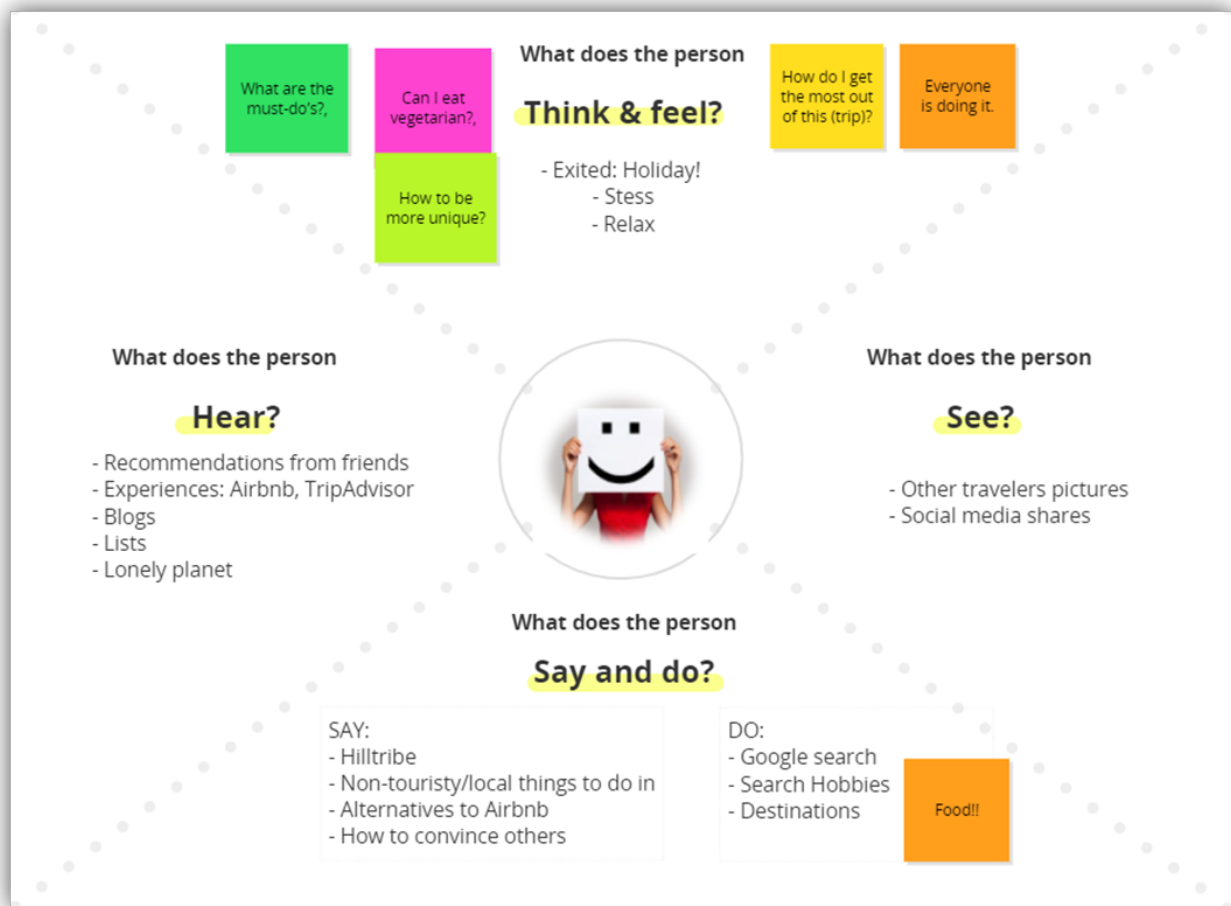 What are the
must-do's?,
Can I eat
vegetarian?,
How to be
more unique?
What does the person
Think & feel?
- Exited: Holiday!
- Stess
- Relax
How do I get
the most out
of this (trip)?
Everyone
is doing it.
What does the person
Hear?
- Recommendations from friends
- Experiences: Airbnb, TripAdvisor
- Blogs
- Lists
- Lonely planet
What does the person
See?
- Other travelers pictures
- Social media shares
What does the person
Say and do?
SAY:
- Hilltribe
- Non-touristy/local things to do in
- Alternatives to Airbnb
- How to convince others
DO:
- Google search
- Search Hobbies
- Destinations
Food!!